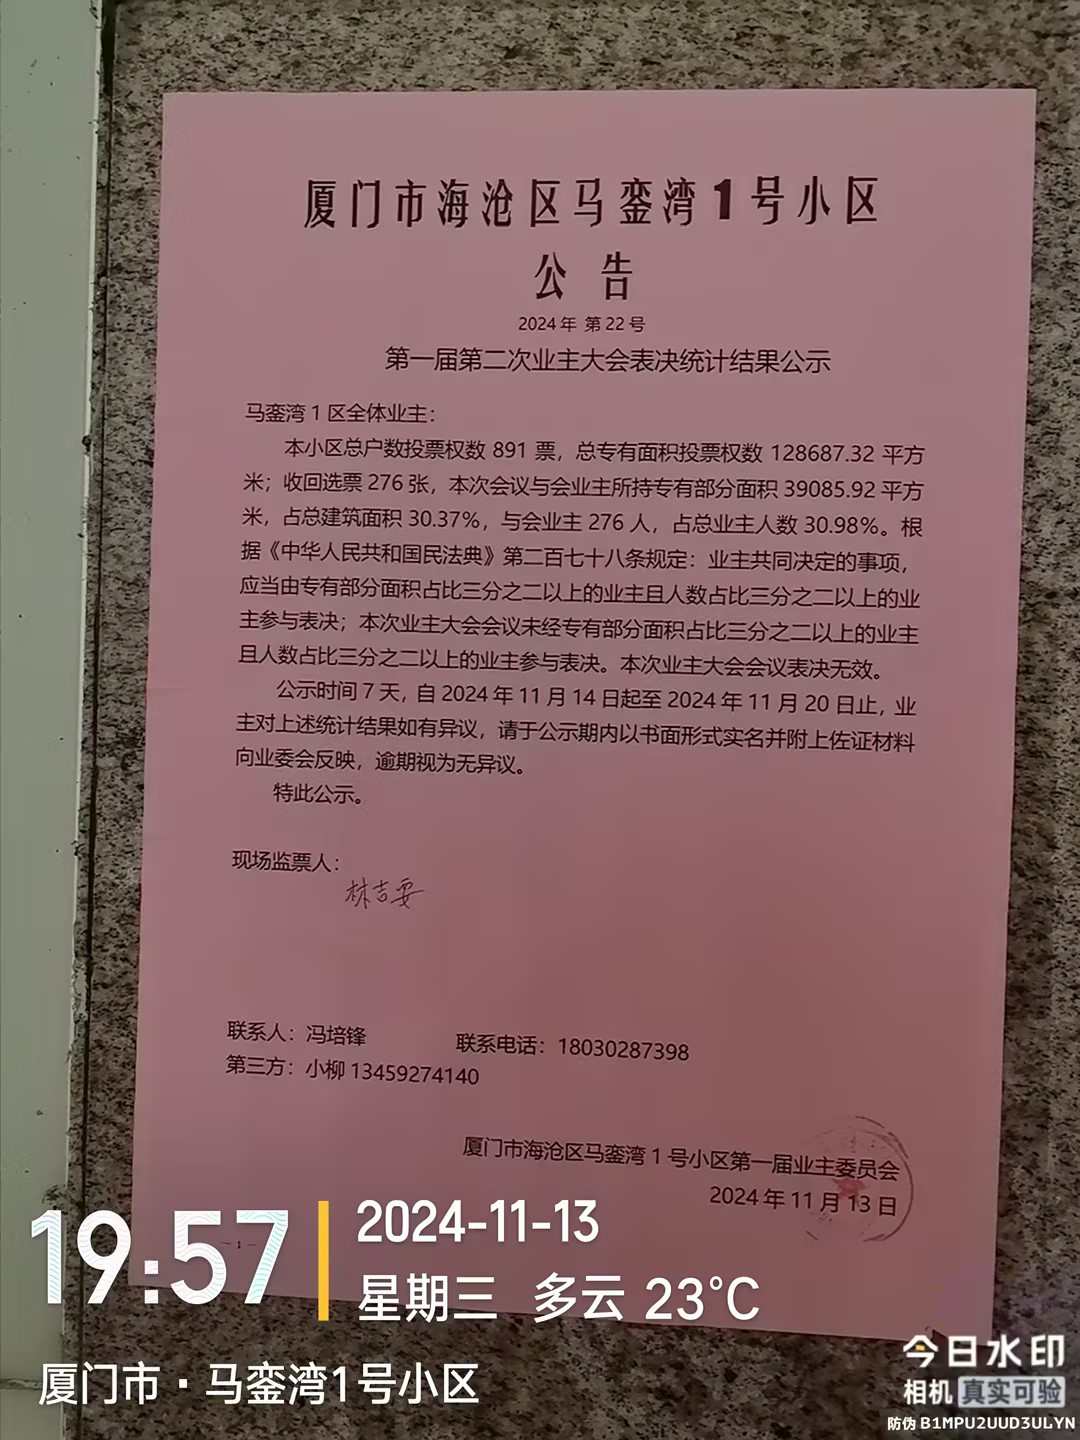 厦门市海沧区马銮湾1号小区
公告
2024年 第22号
第一届第二次业主大会表决统计结果公示
马銮湾1区全体业主：
本小区总户数投票权数 891 票，总专有面积投票权数 128687.32 平方
米；收回选票 276 张，本次会议与会业主所持专有部分面积 39085.92 平方
米，占总建筑面积 30.37%，与会业主 276 人，占总业主人数 30.98%。根
据《中华人民共和国民法典》第二百七十八条规定：业主共同决定的事项，
应当由专有部分面积占比三分之二以上的业主且人数占比三分之二以上的业
主参与表决；本次业主大会会议未经专有部分面积占比三分之二以上的业主
且人数占比三分之二以上的业主参与表决。本次业主大会会议表决无效。
公示时间 7 天，自 2024 年 11 月 14 日起至 2024 年 11 月 20 日止，业
主对上述统计结果如有异议，请于公示期内以书面形式实名并附上佐证材料
向业委会反映，逾期视为无异议。
特此公示。
现场监票人：
林吉
联系人：冯培锋 联系电话：18030287398
第三方：小柳 13459274140
厦门市海沧区马銮湾1号小区第一届业主委员会
2024 年 11 月 13 日
- 1 -
19:57
2024-11-13
星期三 多云 23°C
厦门市·马銮湾1号小区
今日水印
相机 真实可验
防伪 B1MPU2UUD3ULYN